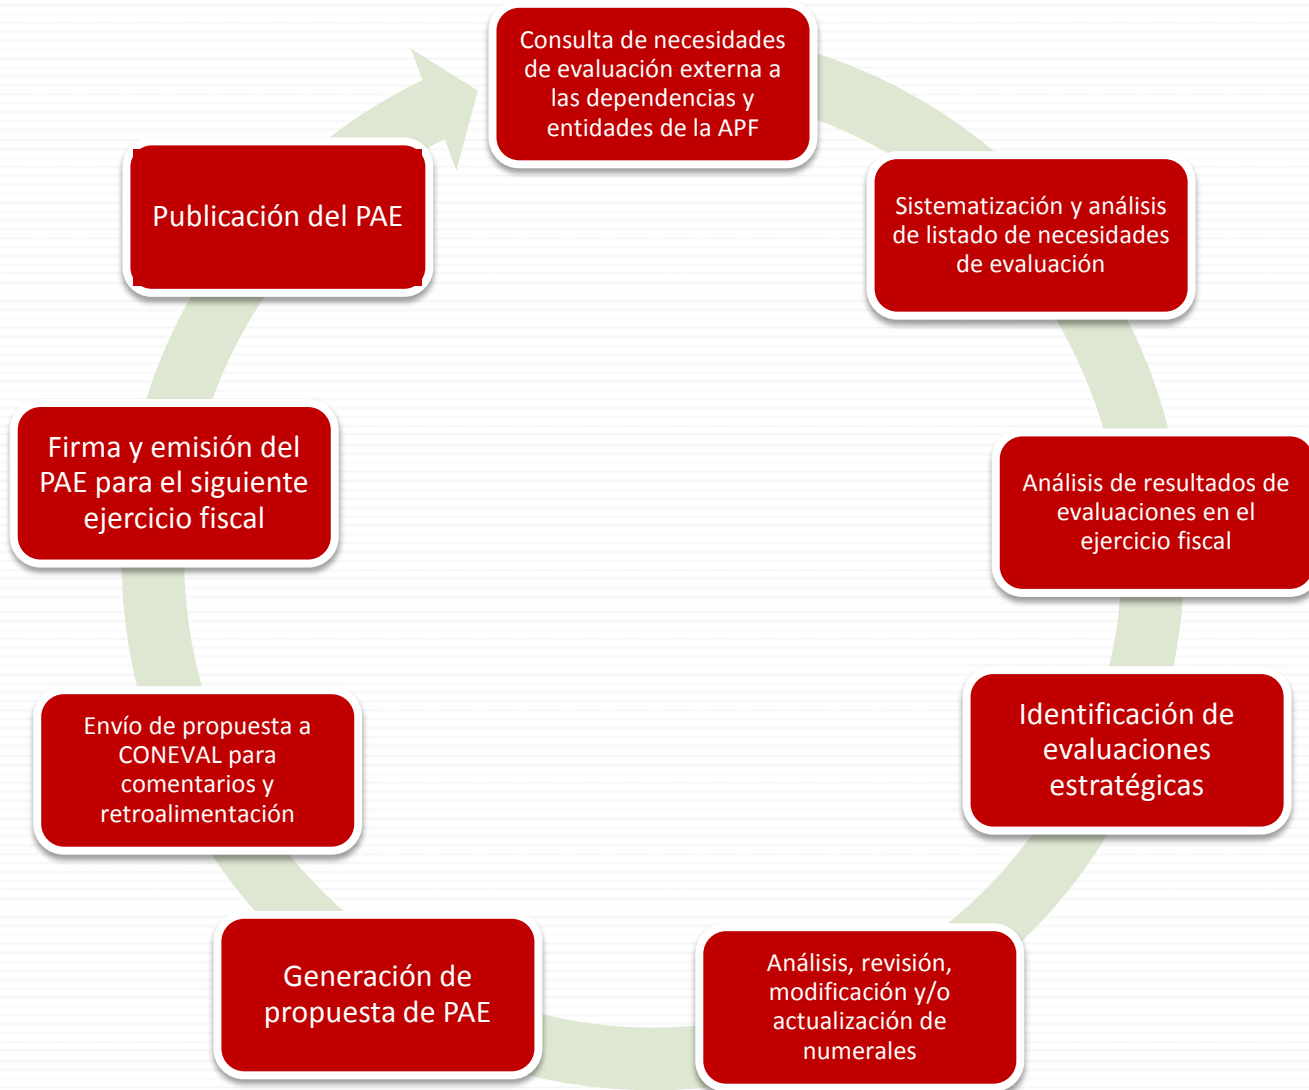 Consulta de necesidades
de evaluación externa a
las dependencias y
entidades de la APF
Sistematización y análisis
de listado de necesidades
de evaluación
Análisis de resultados de
evaluaciones en el
ejercicio fiscal
Identificación de
evaluaciones
estratégicas
Análisis, revisión,
modificación y/o
actualización de
numerales
Generación de
propuesta de PAE
Envío de propuesta a
CONEVAL para
comentarios y
retroalimentación
Firma y emisión del
PAE para el siguiente
ejercicio fiscal
Publicación del PAE